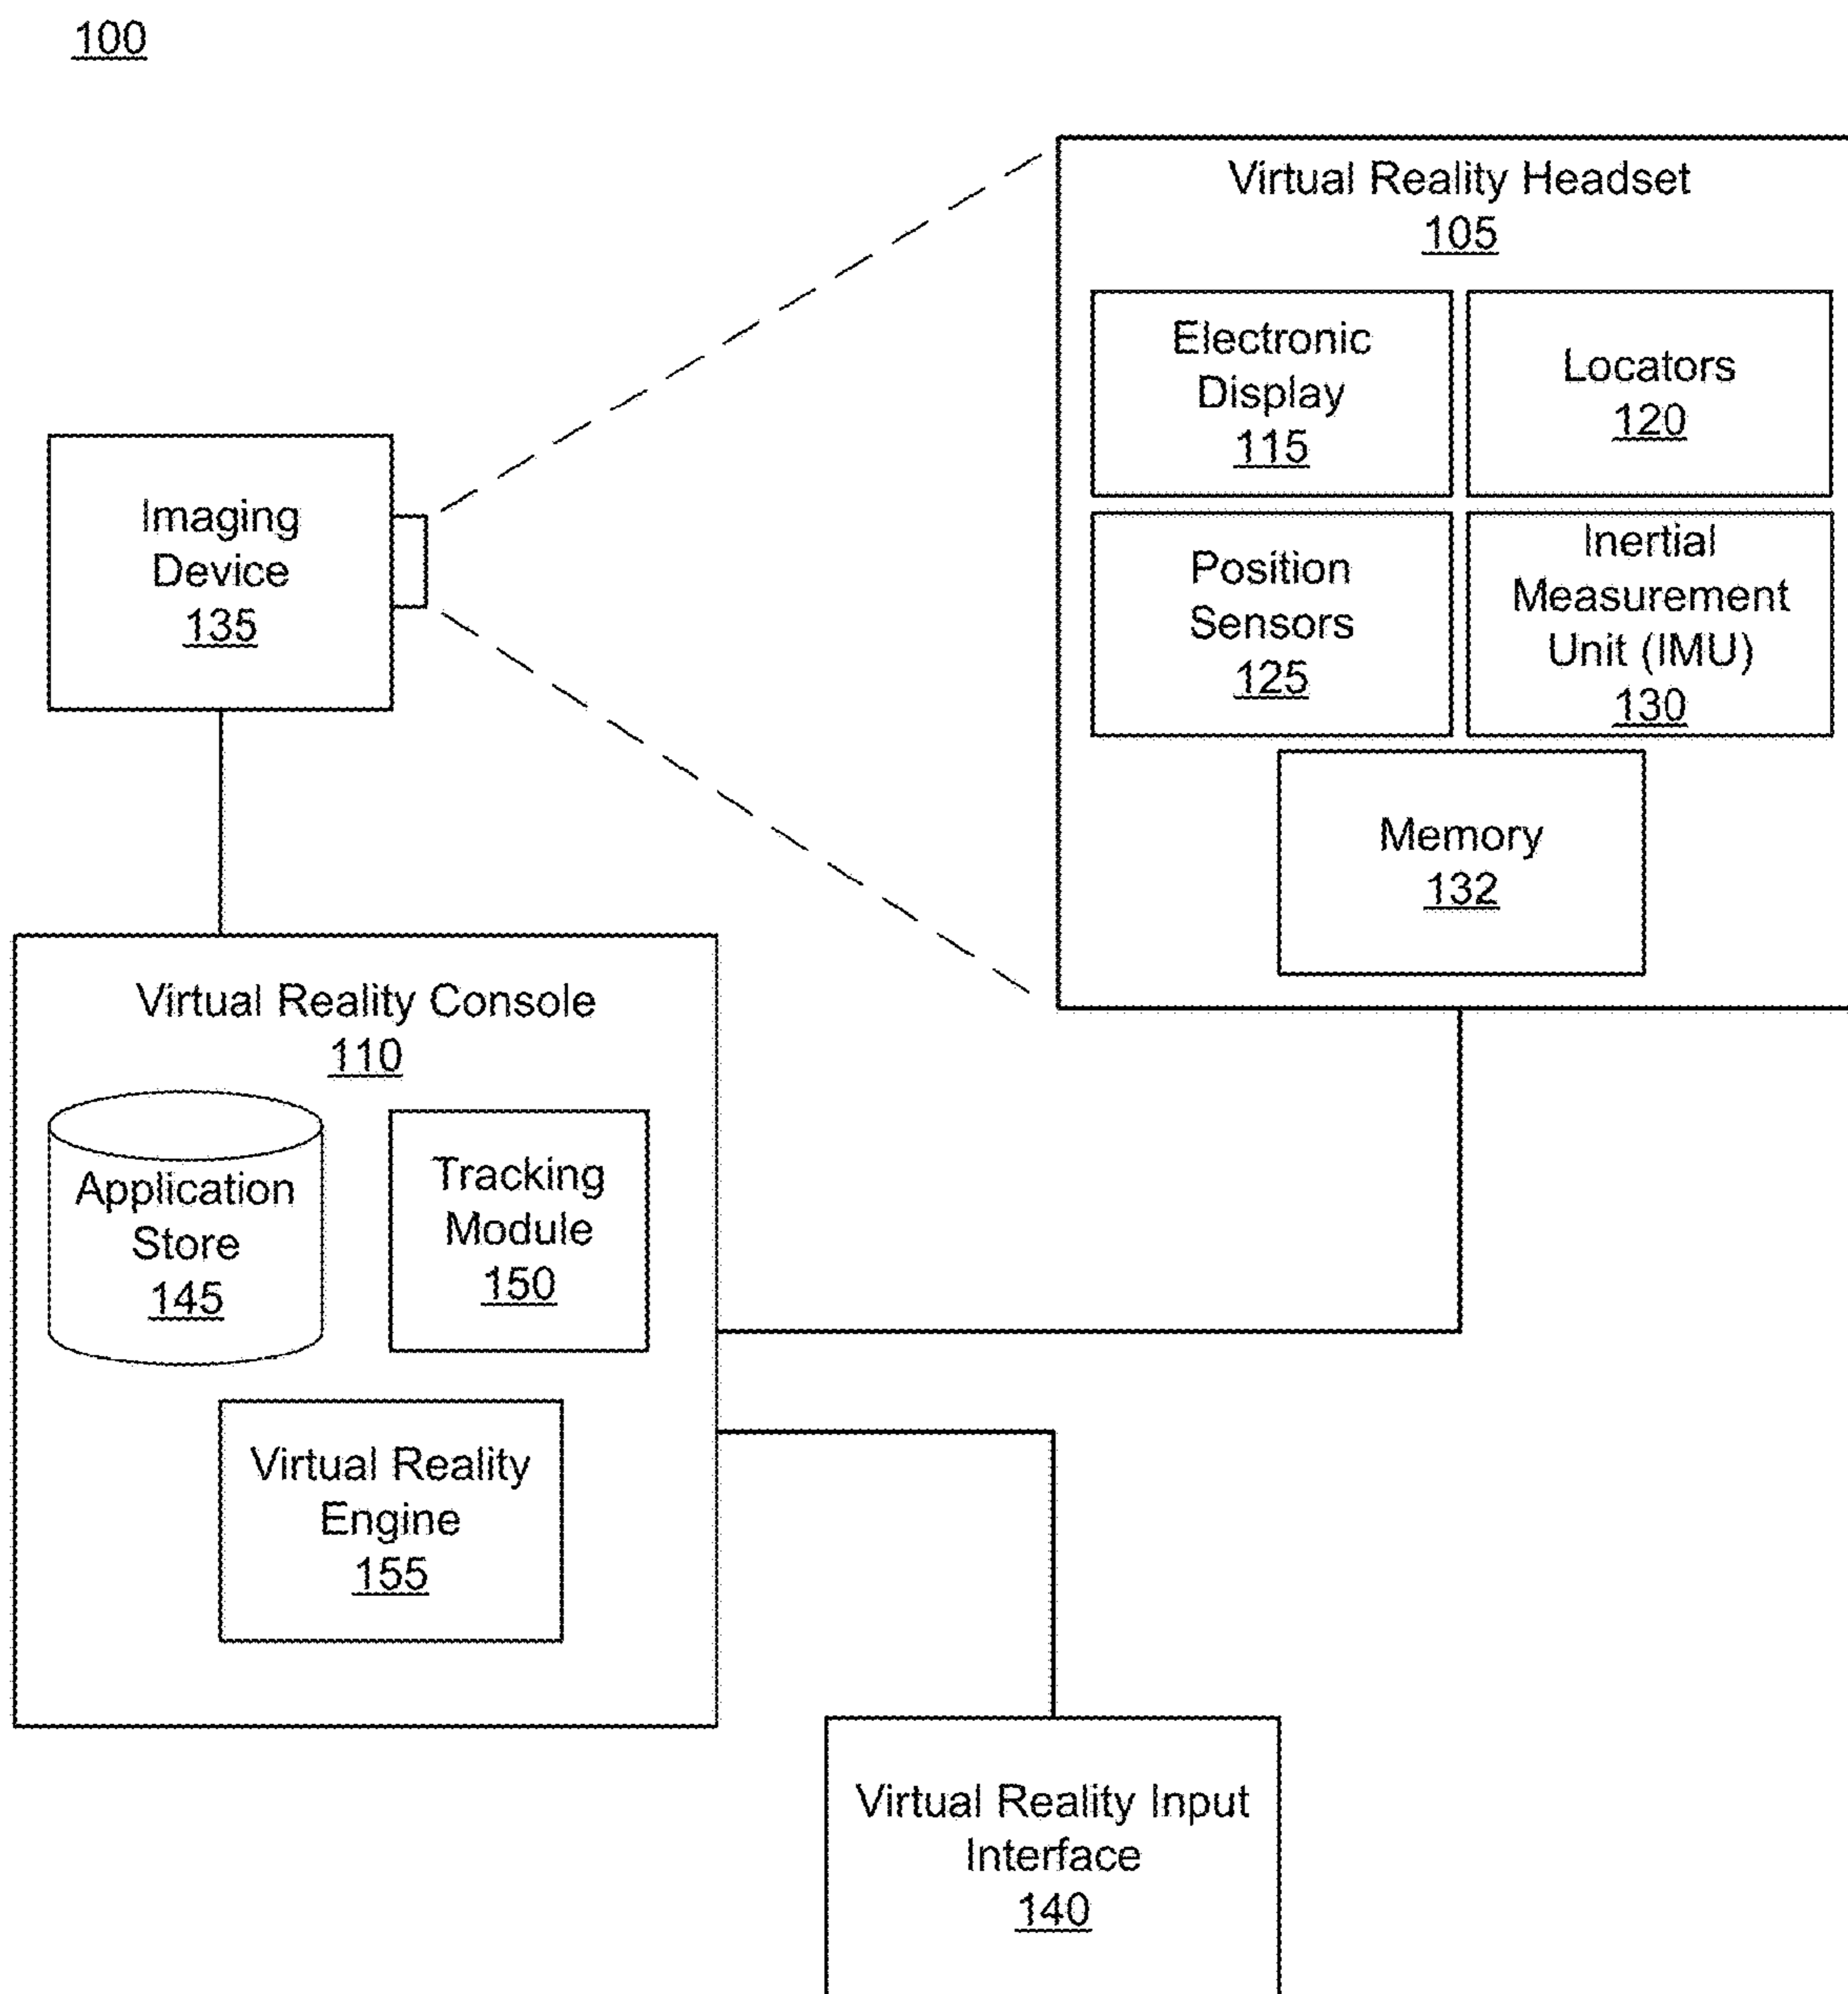 100
Virtual Reality Headset
105
Electronic
Display
115
Locators
120
Position
Sensors
125
Inertial
Measurement
Unit (IMU)
130
Memory
132
Imaging
Device
135
Virtual Reality Console
110
Application
Store
145
Tracking
Module
150
Virtual Reality
Engine
155
Virtual Reality Input
Interface
140